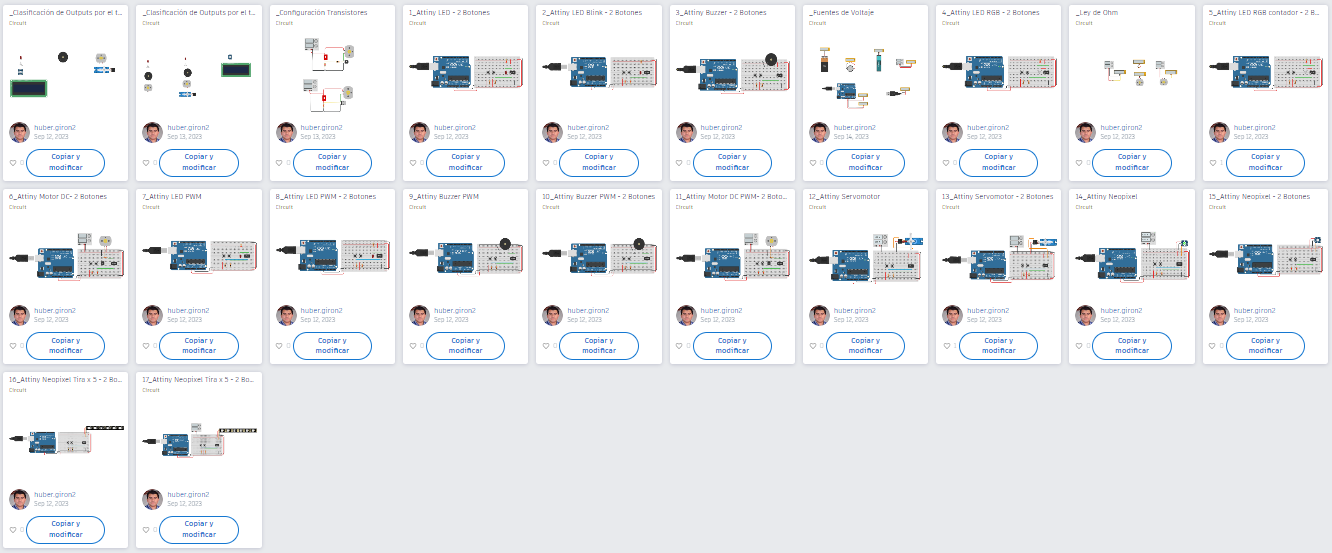 _Clasificación de Outputs por el t...
Circuit
huber.giron2
Sep 12, 2023
0
Copiar y
modificar
_Clasificación de Outputs por el t...
Circuit
huber.giron2
Sep 13, 2023
0
Copiar y
modificar
_Configuración Transistores
Circuit
huber.giron2
Sep 13, 2023
0
Copiar y
modificar
1_Attiny LED - 2 Botones
Circuit
huber.giron2
Sep 12, 2023
0
Copiar y
modificar
2_Attiny LED Blink - 2 Botones
Circuit
huber.giron2
Sep 12, 2023
0
Copiar y
modificar
3_Attiny Buzzer - 2 Botones
Circuit
huber.giron2
Sep 12, 2023
0
Copiar y
modificar
_Fuentes de Voltaje
Circuit
huber.giron2
Sep 14, 2023
0
Copiar y
modificar
4_Attiny LED RGB - 2 Botones
Circuit
huber.giron2
Sep 12, 2023
0
Copiar y
modificar
_Ley de Ohm
Circuit
huber.giron2
Sep 12, 2023
0
Copiar y
modificar
5_Attiny LED RGB contador - 2 B...
Circuit
huber.giron2
Sep 12, 2023
1
Copiar y
modificar
6_Attiny Motor DC- 2 Botones
Circuit
huber.giron2
Sep 12, 2023
0
Copiar y
modificar
7_Attiny LED PWM
Circuit
huber.giron2
Sep 12, 2023
0
Copiar y
modificar
8_Attiny LED PWM - 2 Botones
Circuit
huber.giron2
Sep 12, 2023
0
Copiar y
modificar
9_Attiny Buzzer PWM
Circuit
huber.giron2
Sep 12, 2023
0
Copiar y
modificar
10_Attiny Buzzer PWM - 2 Botones
Circuit
huber.giron2
Sep 12, 2023
0
Copiar y
modificar
11_Attiny Motor DC PWM- 2 Boto...
Circuit
huber.giron2
Sep 12, 2023
0
Copiar y
modificar
12_Attiny Servomotor
Circuit
huber.giron2
Sep 12, 2023
0
Copiar y
modificar
13_Attiny Servomotor - 2 Botones
Circuit
huber.giron2
Sep 12, 2023
1
Copiar y
modificar
14_Attiny Neopixel
Circuit
huber.giron2
Sep 12, 2023
0
Copiar y
modificar
15_Attiny Neopixel - 2 Botones
Circuit
huber.giron2
Sep 12, 2023
0
Copiar y
modificar
16_Attiny Neopixel Tira x 5 - 2 Bo...
Circuit
huber.giron2
Sep 12, 2023
0
Copiar y
modificar
17_Attiny Neopixel Tira x 5 - 2 Bo...
Circuit
huber.giron2
Sep 12, 2023
0
Copiar y
modificar